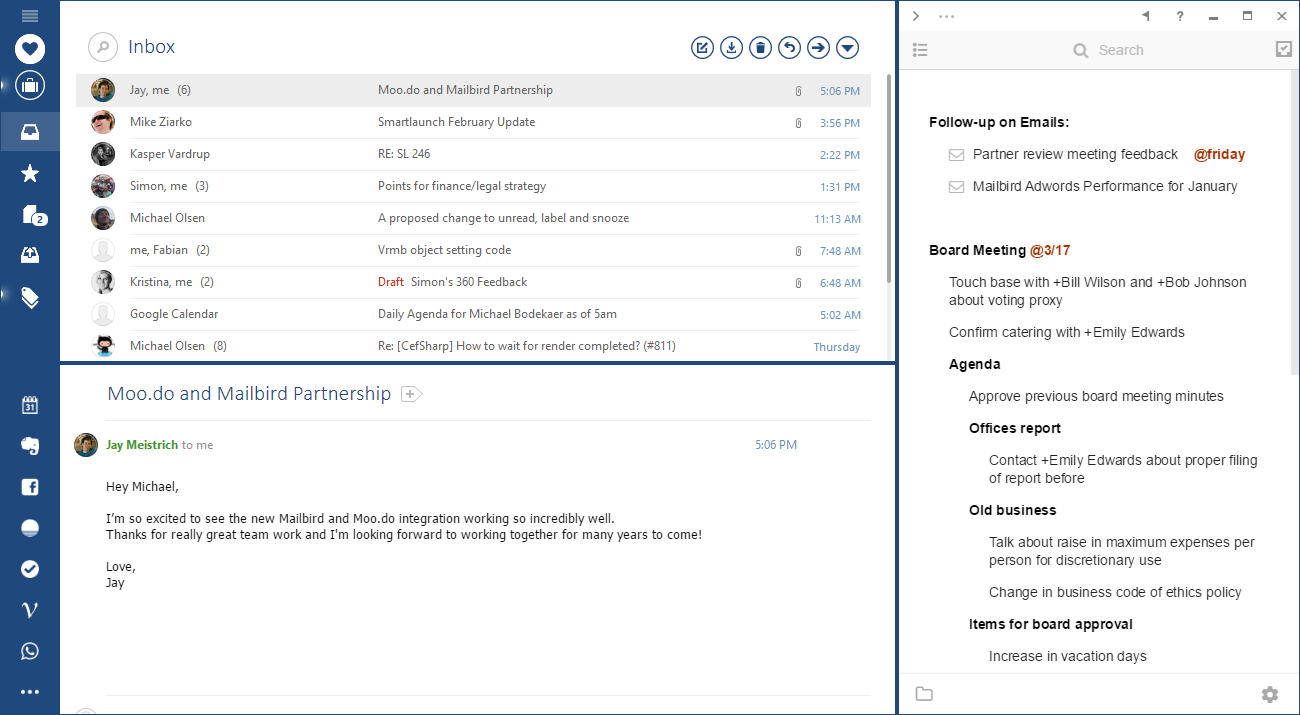 Inbox
Jay, me (6) Moo.do and Mailbird Partnership 5:06 PM
Mike Ziarko Smartlaunch February Update 3:56 PM
Kasper Vardrup RE: SL 246 2:22 PM
Simon, me (3) Points for finance/legal strategy 1:31 PM
Michael Olsen A proposed change to unread, label and snooze 11:13 AM
me, Fabian (2) Vrmb object setting code 7:48 AM
Kristina, me (2) Draft Simon's 360 Feedback 6:48 AM
Google Calendar Daily Agenda for Michael Bodekaer as of 5am 5:02 AM
Michael Olsen (8) Re: [CefSharp] How to wait for render completed? (#811) Thursday
2
31
Moo.do and Mailbird Partnership
Jay Meistrich to me 5:06 PM
Hey Michael,
I'm so excited to see the new Mailbird and Moo.do integration working so incredibly well.
Thanks for really great team work and I'm looking forward to working together for many years to come!
Love,
Jay
?
Search
Follow-up on Emails:
Partner review meeting feedback @friday
Mailbird Adwords Performance for January
Board Meeting @3/17
Touch base with +Bill Wilson and +Bob Johnson
about voting proxy
Confirm catering with +Emily Edwards
Agenda
Approve previous board meeting minutes
Offices report
Contact +Emily Edwards about proper filing
of report before
Old business
Talk about raise in maximum expenses per
person for discretionary use
Change in business code of ethics policy
Items for board approval
Increase in vacation days